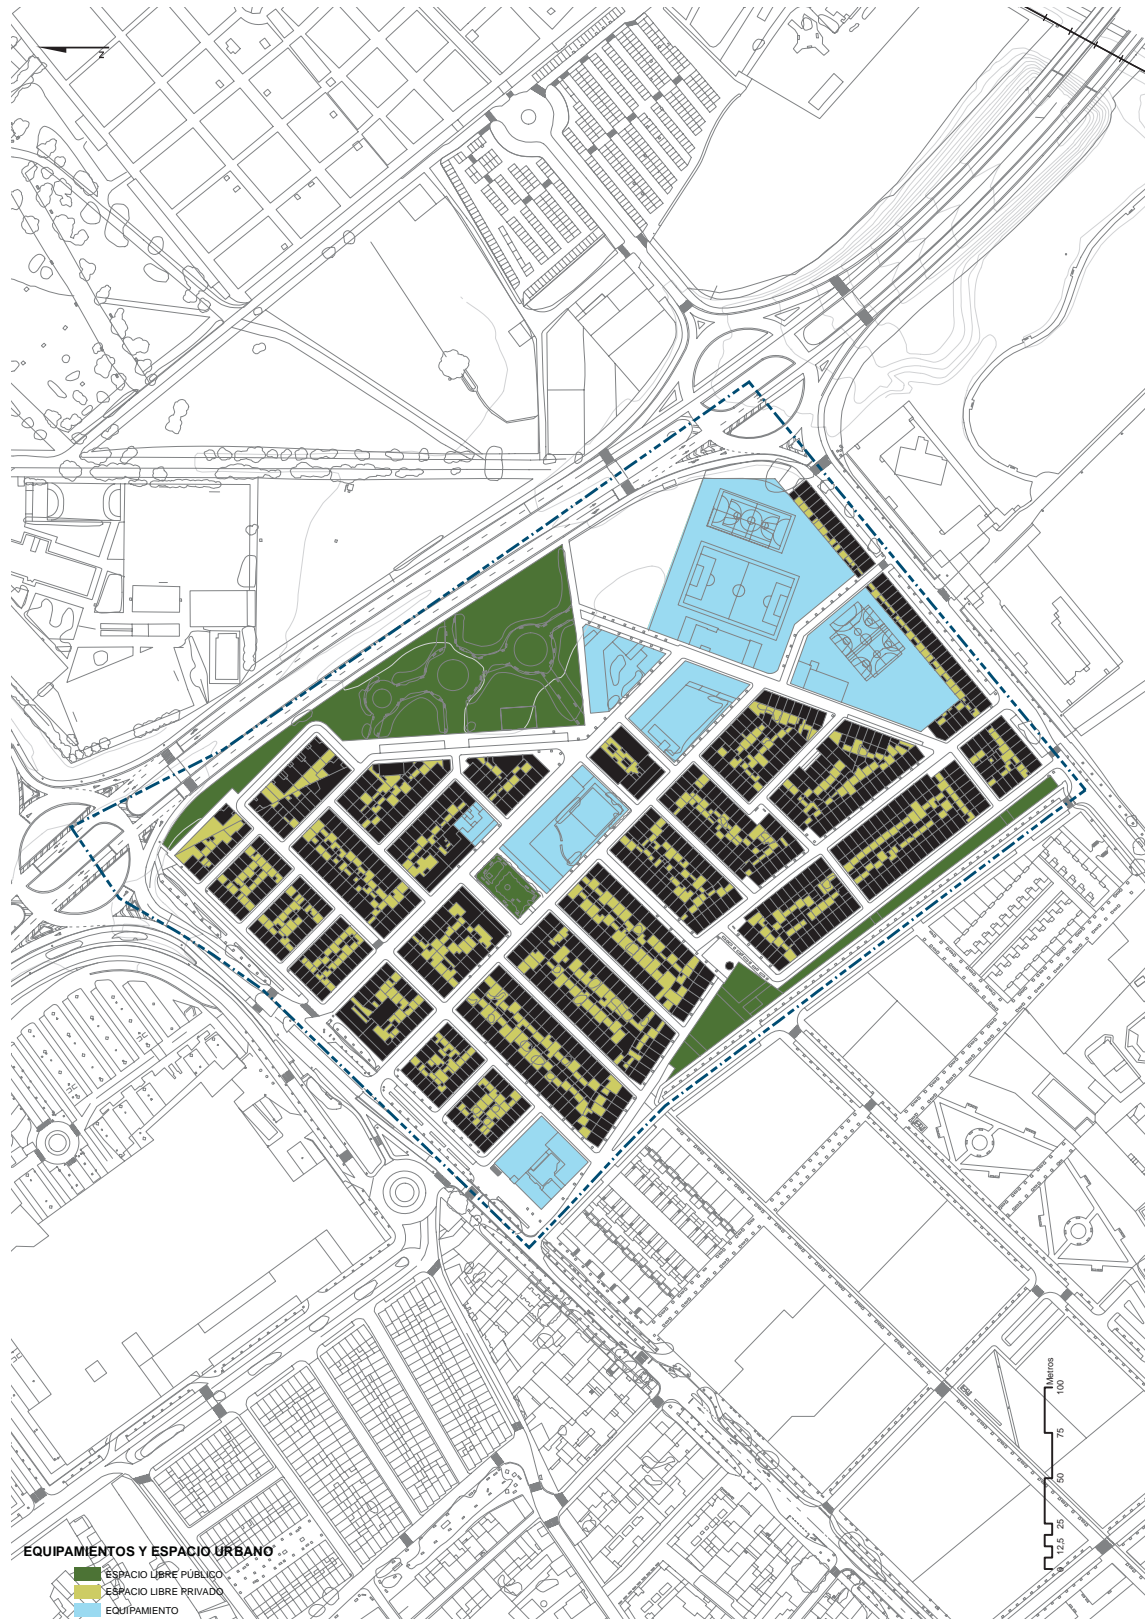 N
Metros
100
75
50
25
12,5
0
EQUIPAMIENTOS Y ESPACIO URBANO
ESPACIO LIBRE PÚBLICO
ESPACIO LIBRE PRIVADO
EQUIPAMIENTO